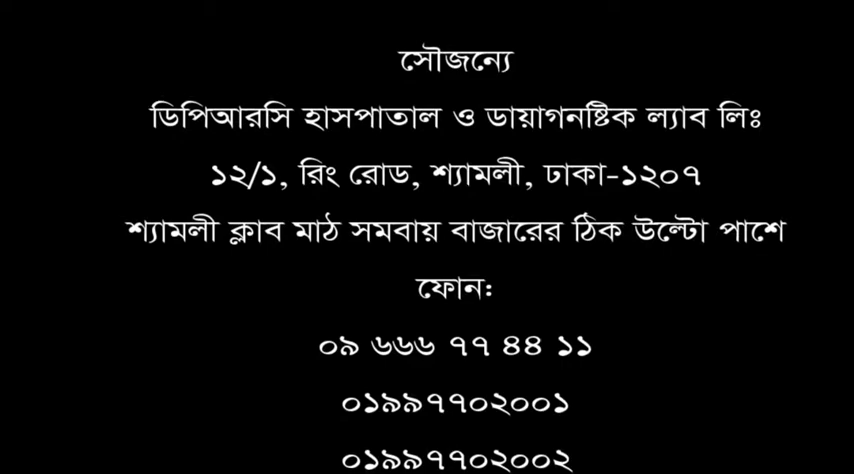 সৌজন্যে
ডিপিআরসি হাসপাতাল ও ডায়াগনষ্টিক ল্যাব লিঃ
১২/১, রিং রোড, শ্যামলী, ঢাকা-১২০৭
শ্যামলী ক্লাব মাঠ সমবায় বাজারের ঠিক উল্টো পাশে
ফোন:
০৯ ৬৬৬ ৭৭ ৪৪ ১১
০১৯৯৭৭০২০০১
০১৯৯৭৭০২০০২